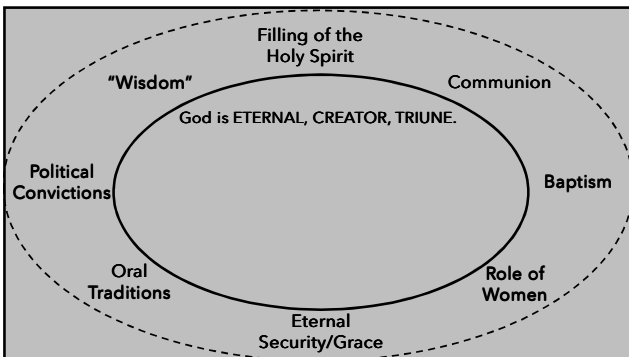 Filling of the
Holy Spirit
"Wisdom"
Communion
God is ETERNAL, CREATOR, TRIUNE.
Political
Convictions
Baptism
Oral
Traditions
Role of
Women
Eternal
Security/Grace